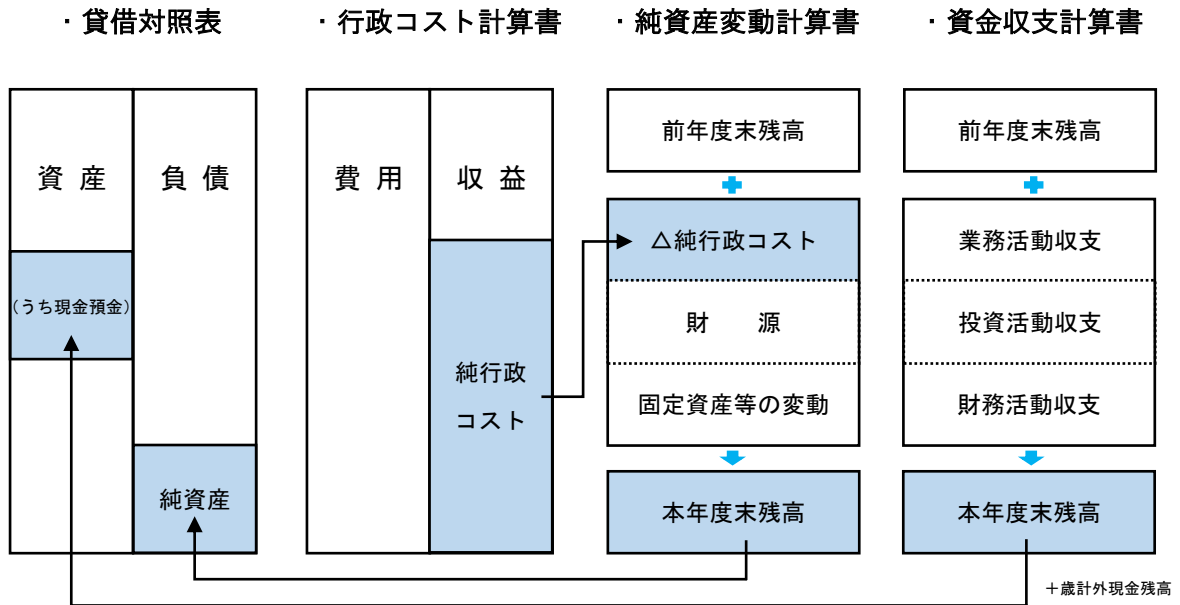 ・貸借対照表
・行政コスト計算書
・純資産変動計算書
・資金収支計算書
資 産
負 債
(うち現金預金)
純資産
費 用
収 益
純行政
コスト
前年度末残高
△純行政コスト
財　　源
固定資産等の変動
本年度末残高
前年度末残高
業務活動収支
投資活動収支
財務活動収支
本年度末残高
＋歳計外現金残高